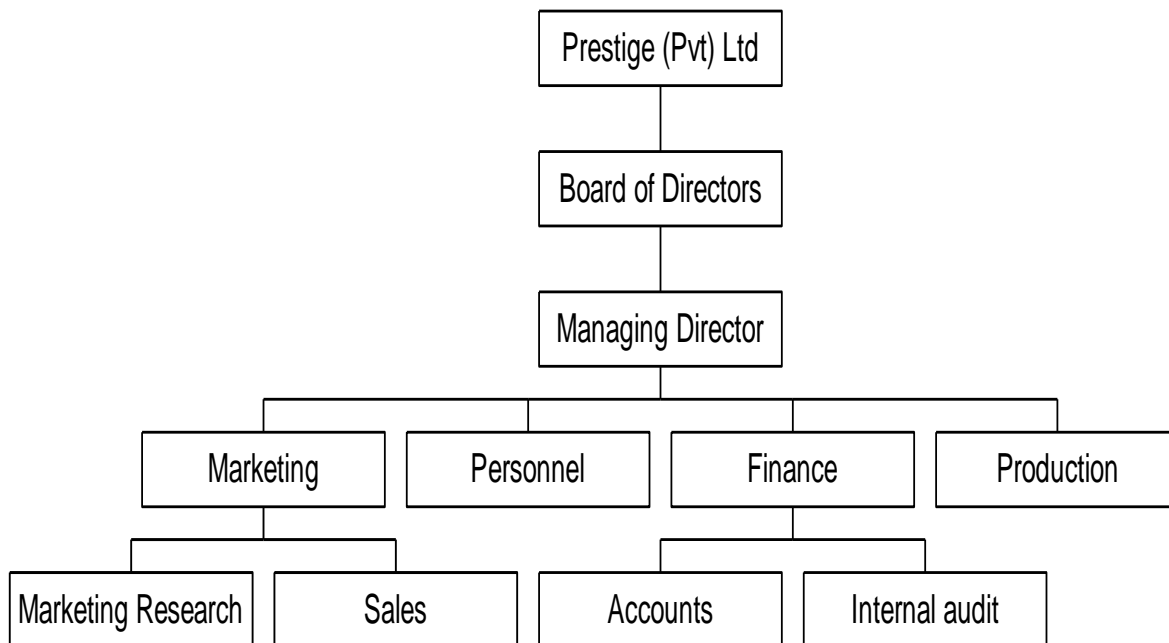 Prestige (Pvt) Ltd
Board of Directors
Managing Director
Marketing
Personnel
Finance
Production
Marketing Research
Sales
Accounts
Internal audit